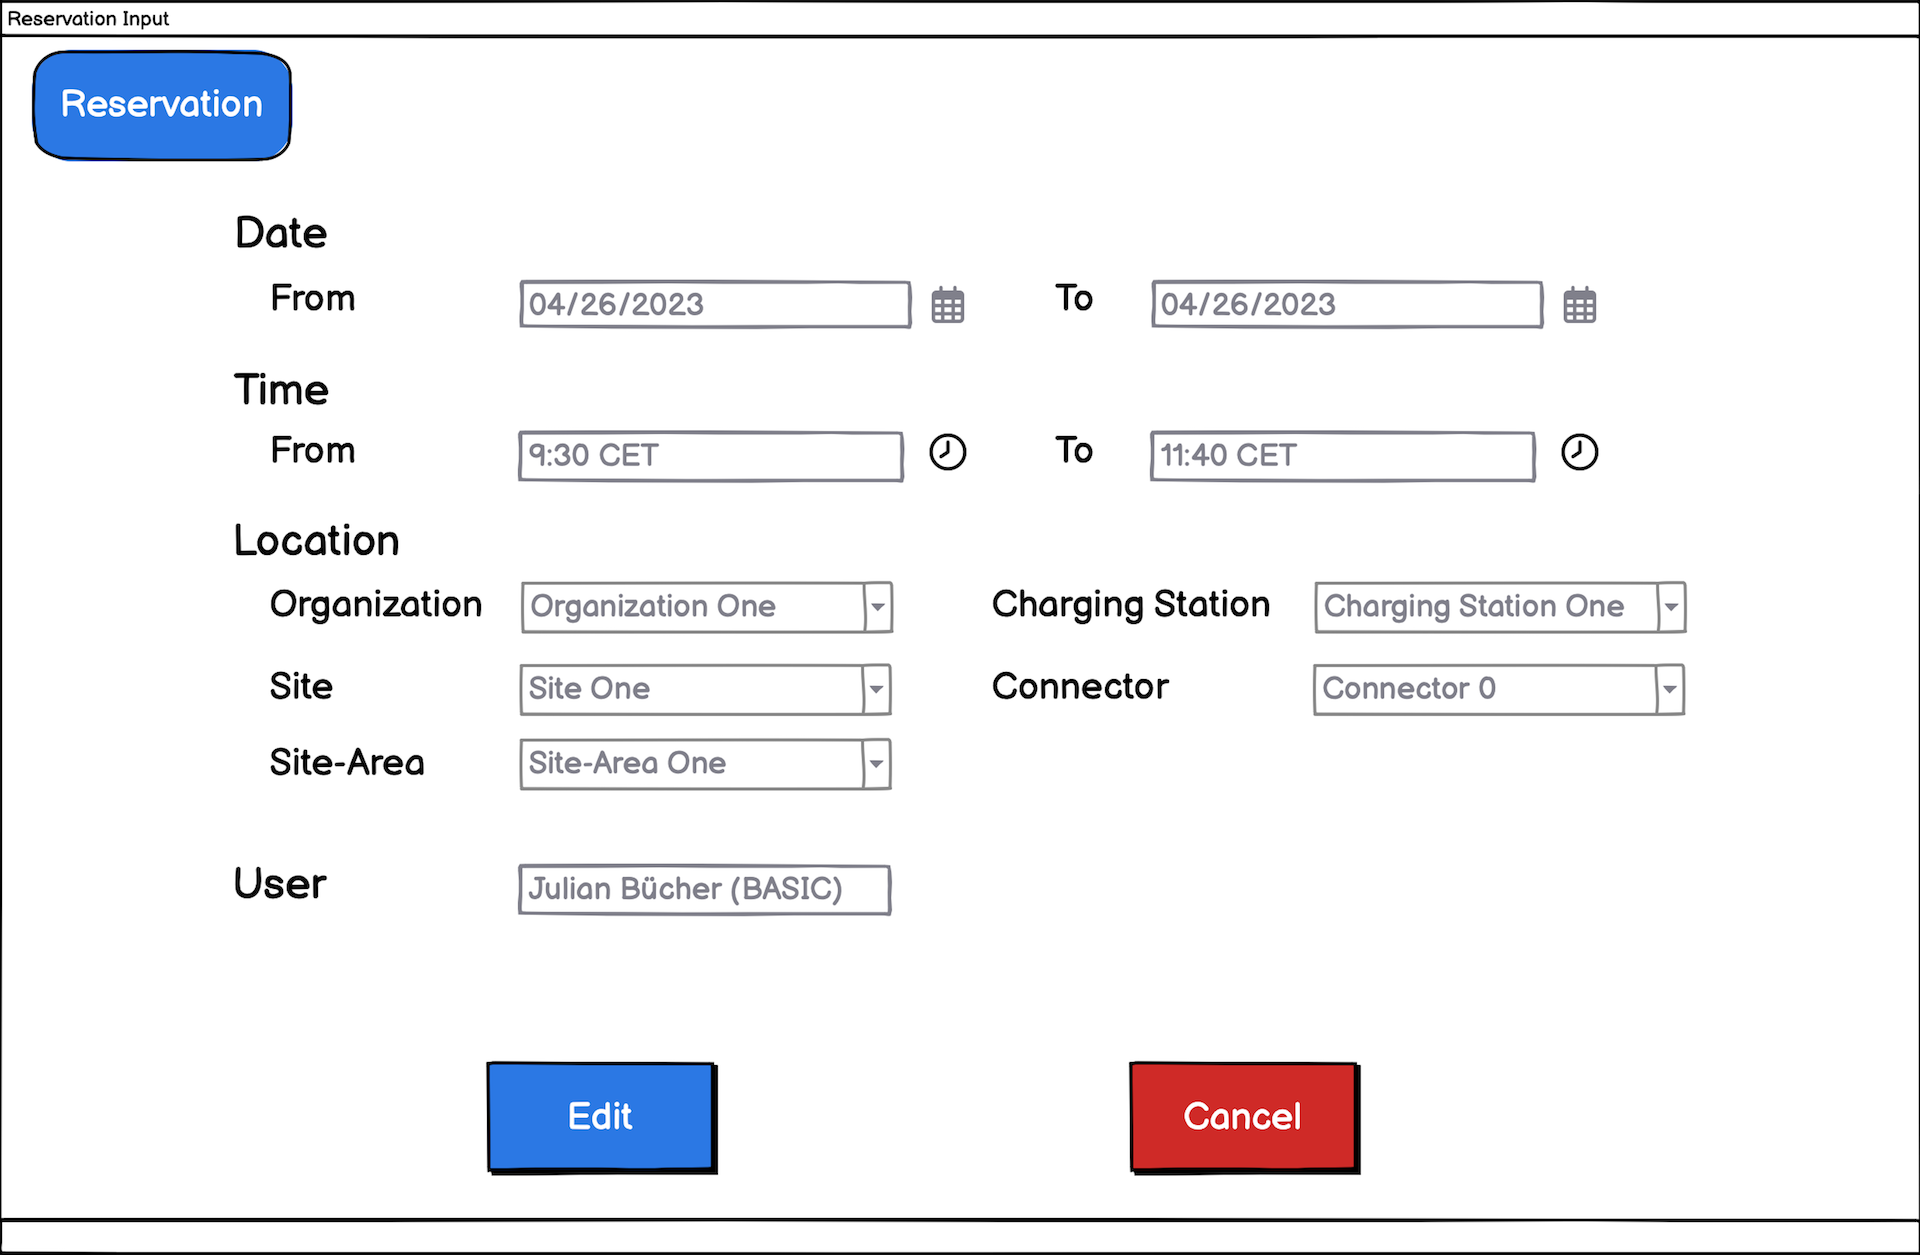 Reservation Input
Reservation
Date
From 04/26/2023 To 04/26/2023
Time
From 9:30 CET To 11:40 CET
Location
Organization Organization One Charging Station Charging Station One
Site Site One Connector Connector 0
Site-Area Site-Area One
User Julian Bücher (BASIC)
Edit Cancel